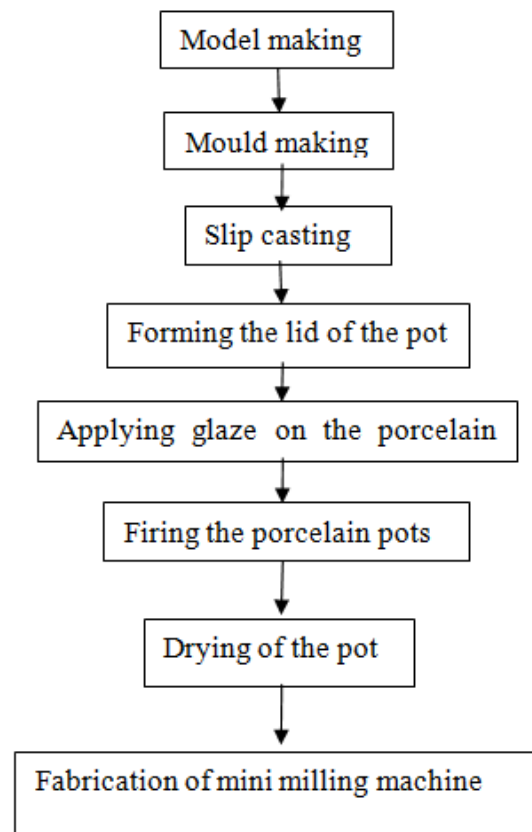 Model making
Mould making
Slip casting
Forming the lid of the pot
Applying glaze on the porcelain
Firing the porcelain pots
Drying of the pot
Fabrication of mini milling machine